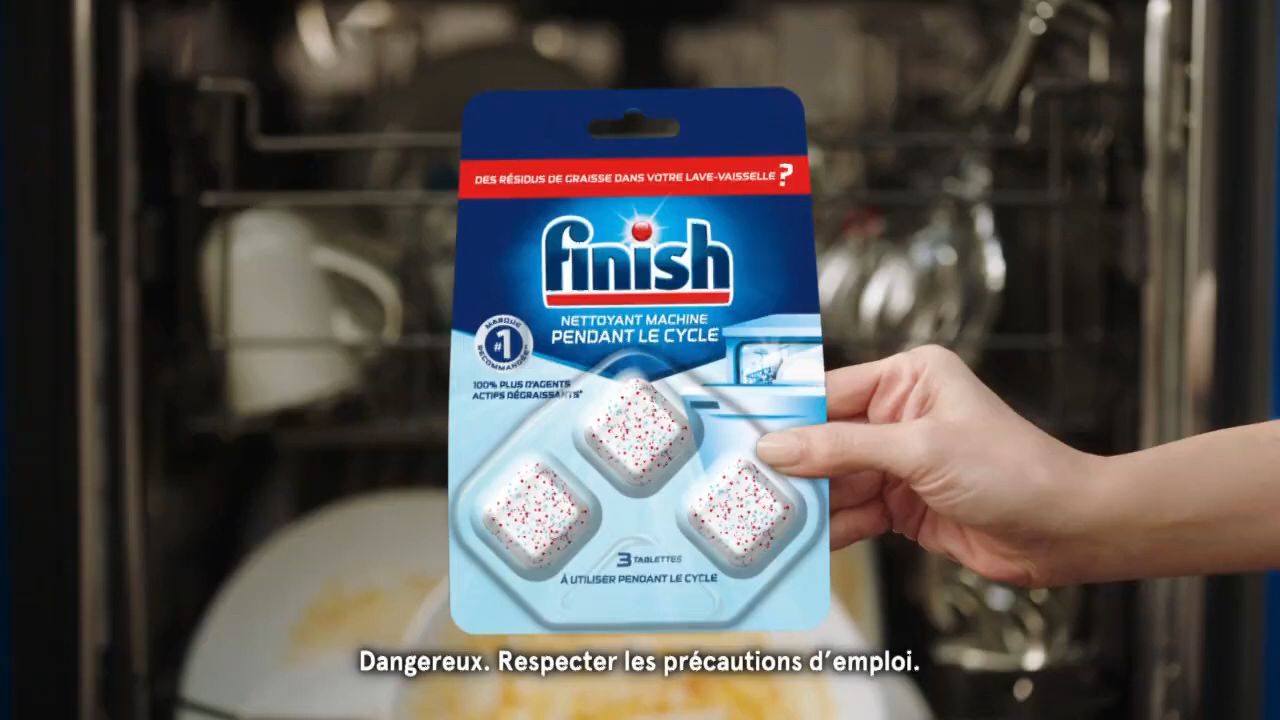 DES RÉSIDUS DE GRAISSE DANS VOTRE LAVE-VAISSELLE ?
finish
NETTOYANT MACHINE
PENDANT LE CYCLE
MARQUE
#1
RECOMMANDÉE*
100% PLUS D'AGENTS
ACTIFS DÉGRAISSANTS*
3 TABLETTES
À UTILISER PENDANT LE CYCLE
Dangereux. Respecter les précautions d'emploi.